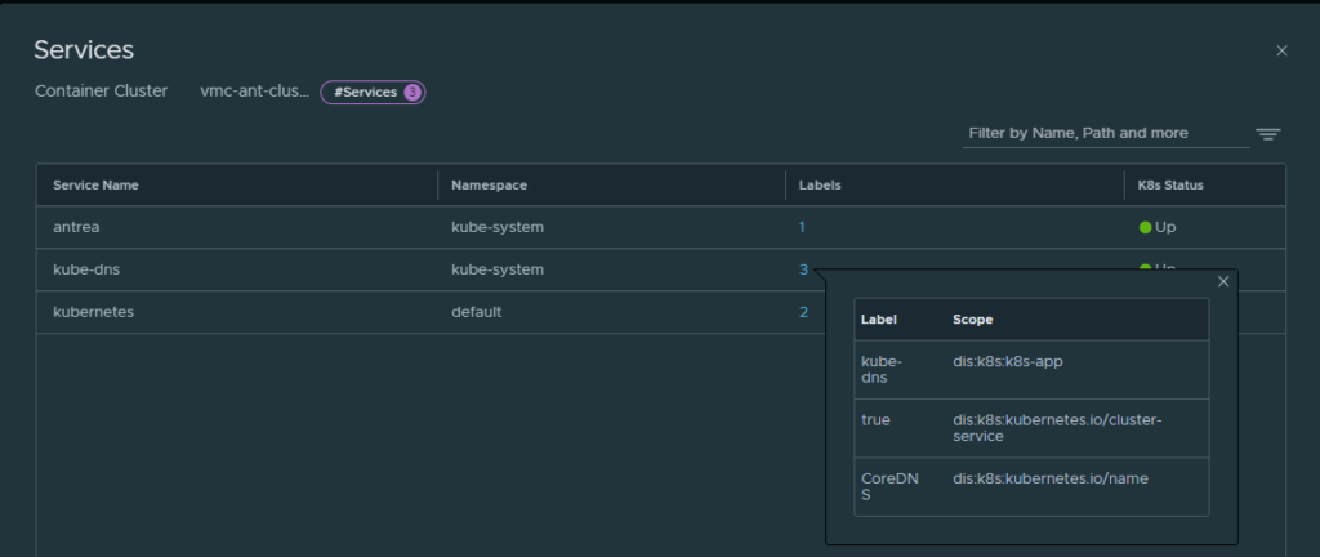 Services
Container Cluster vmc-ant-clus... #Services 3
Filter by Name, Path and more
Service Name Namespace Labels K8s Status
antrea kube-system 1 Up
kube-dns kube-system 3
kubernetes default 2
Label Scope
kube-
dns dis:k8s:k8s-app
true dis:k8s:kubernetes.io/cluster-
service
CoreDN dis:k8s:kubernetes.io/name
S